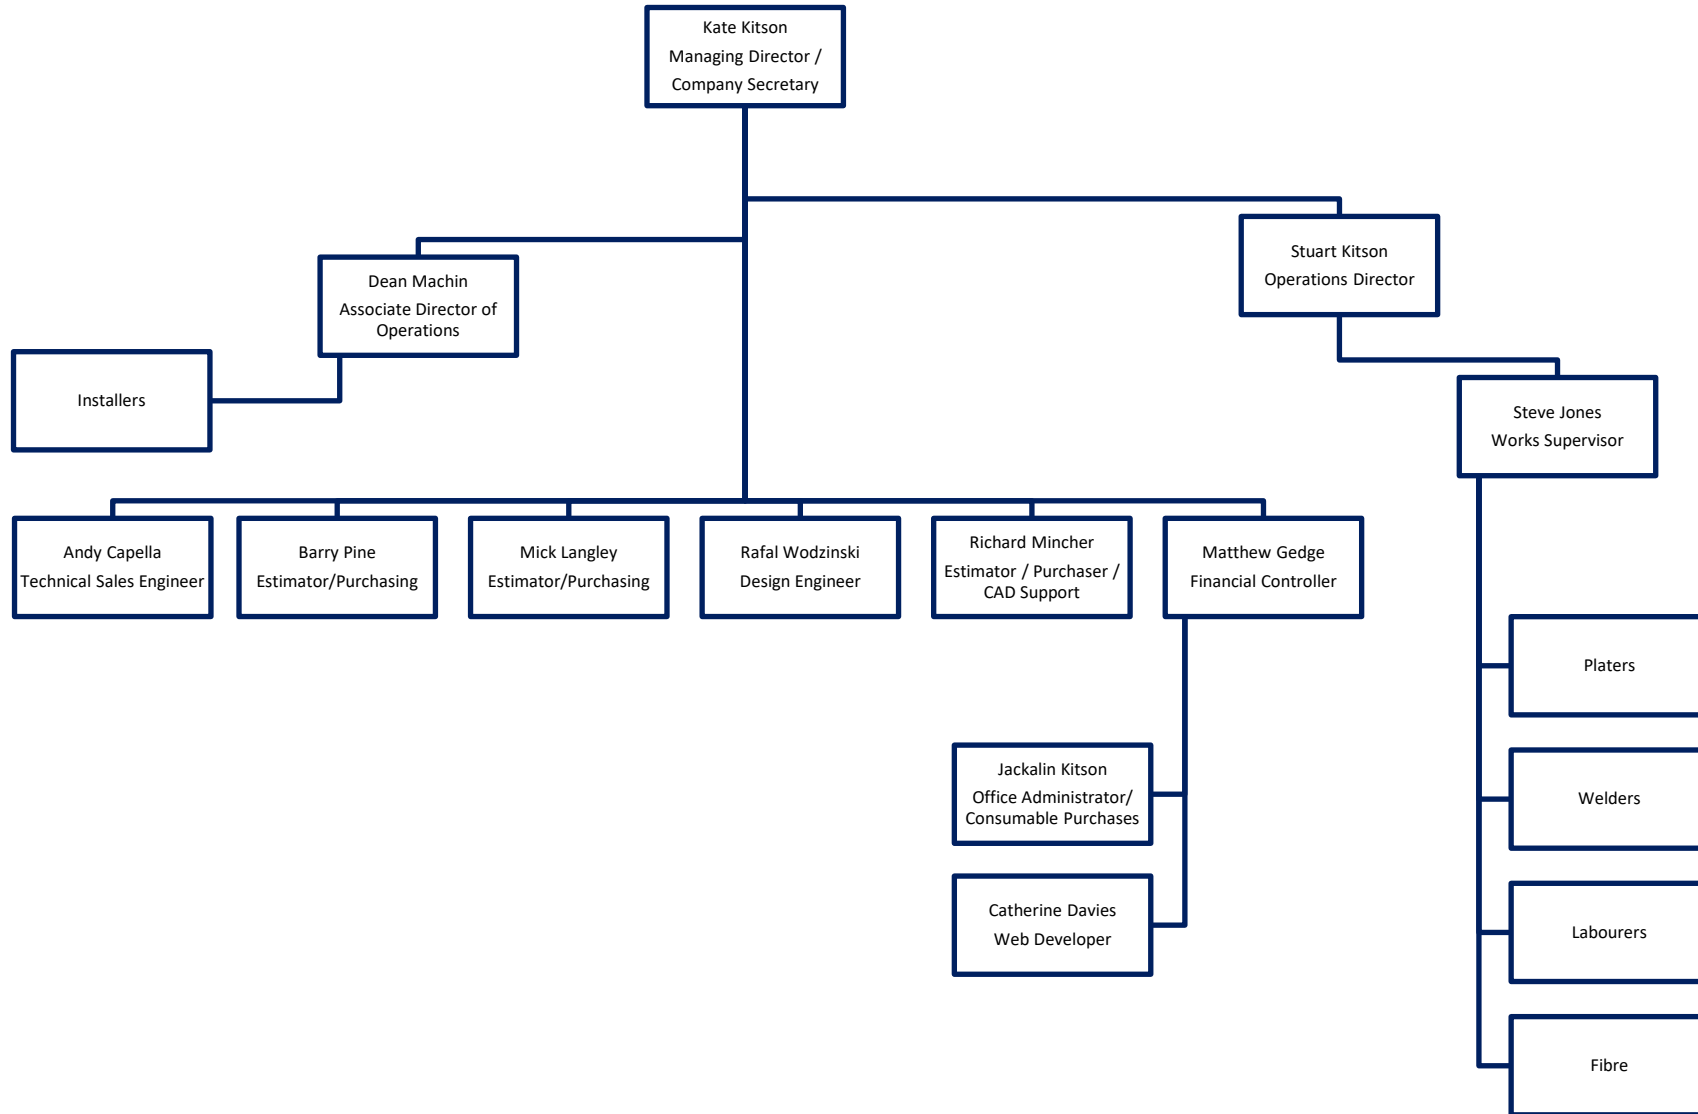 Kate Kitson
Managing Director /
Company Secretary
Stuart Kitson
Operations Director
Dean Machin
Associate Director of
Operations
Installers
Steve Jones
Works Supervisor
Andy Capella
Technical Sales Engineer
Barry Pine
Estimator/Purchasing
Mick Langley
Estimator/Purchasing
Rafal Wodzinski
Design Engineer
Richard Mincher
Estimator / Purchaser /
CAD Support
Matthew Gedge
Financial Controller
Platers
Jackalin Kitson
Office Administrator/
Consumable Purchases
Welders
Catherine Davies
Web Developer
Labourers
Fibre